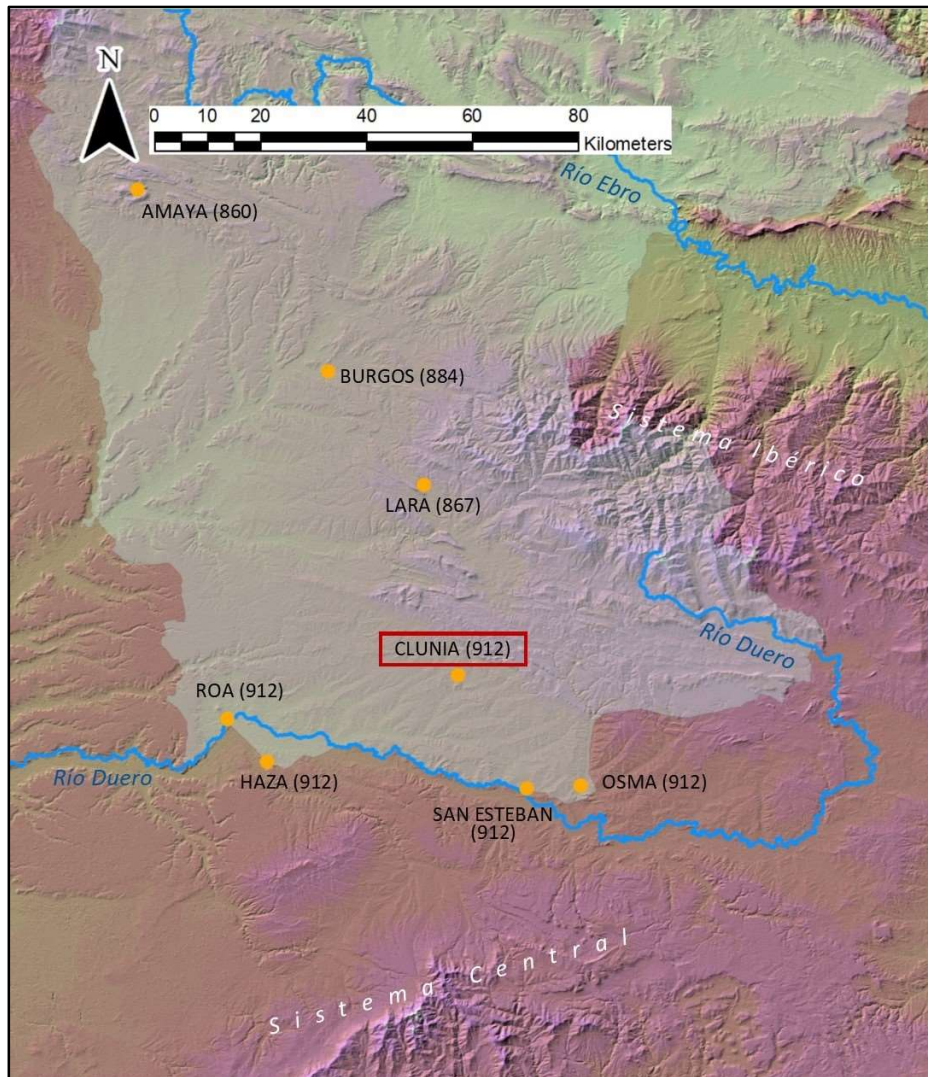 N
0 10 20 40 60 80
Kilometers
Río Ebro
AMAYA (860)
BURGOS (884)
Sistema Ibérico
LARA (867)
CLUNIA (912)
Río Duero
ROA (912)
Río Duero
HAZA (912)
OSMA (912)
SAN ESTEBAN
(912)
Sistema Central